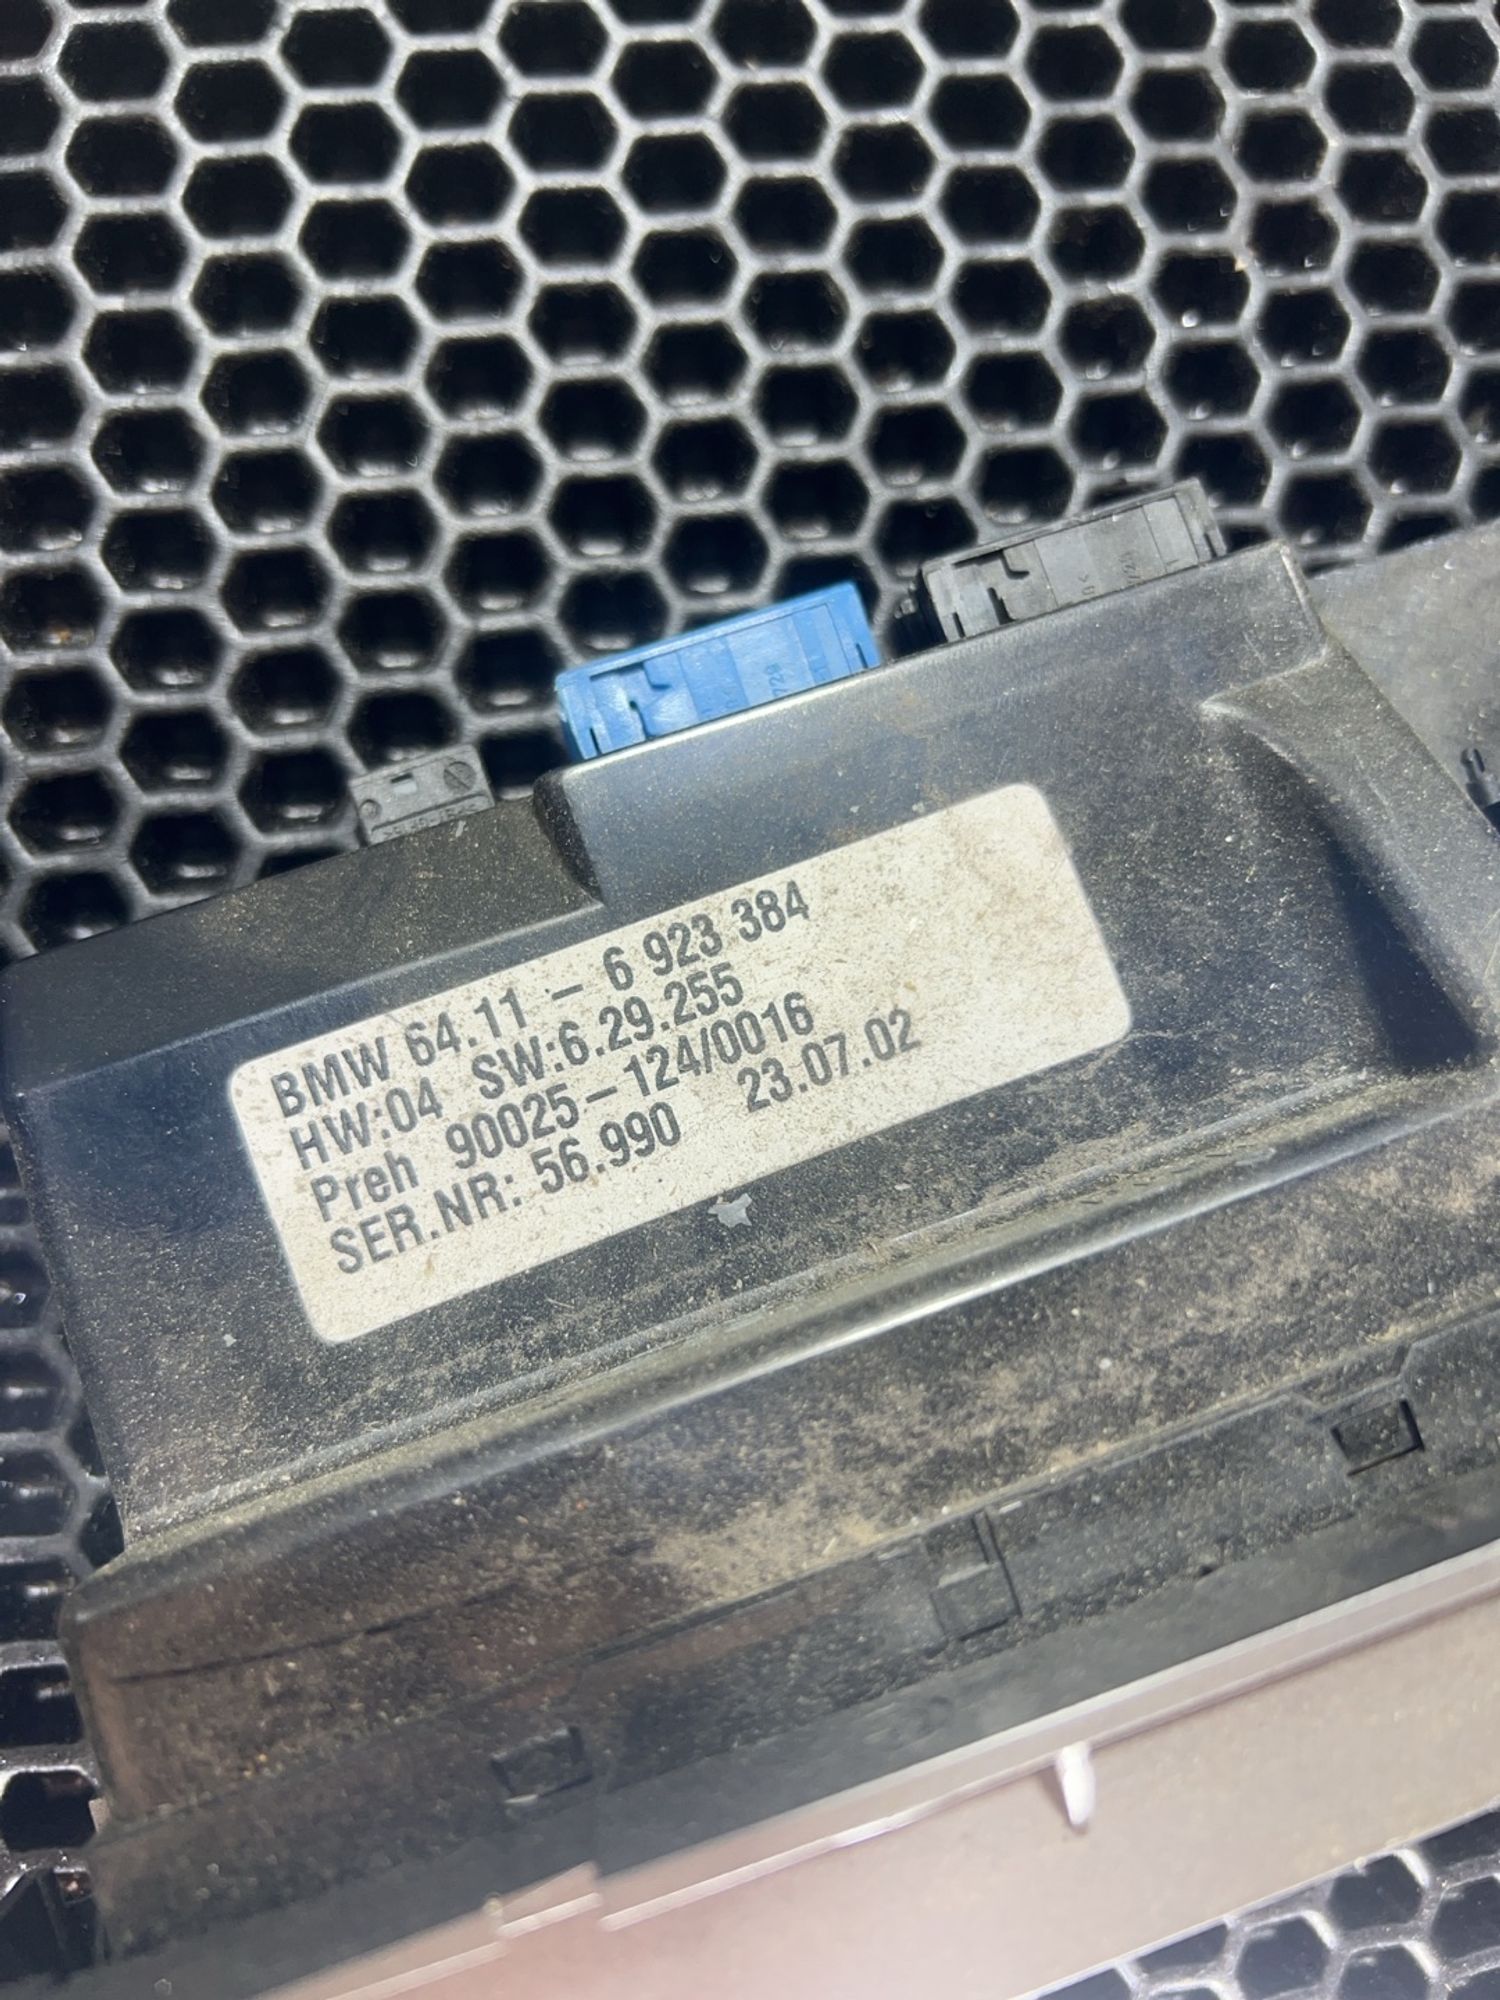 BMW 64.11 - 6 923 384
HW:04 SW:6.29.255
Preh 90025-124/0016
SER.NR: 56.990 23.07.02